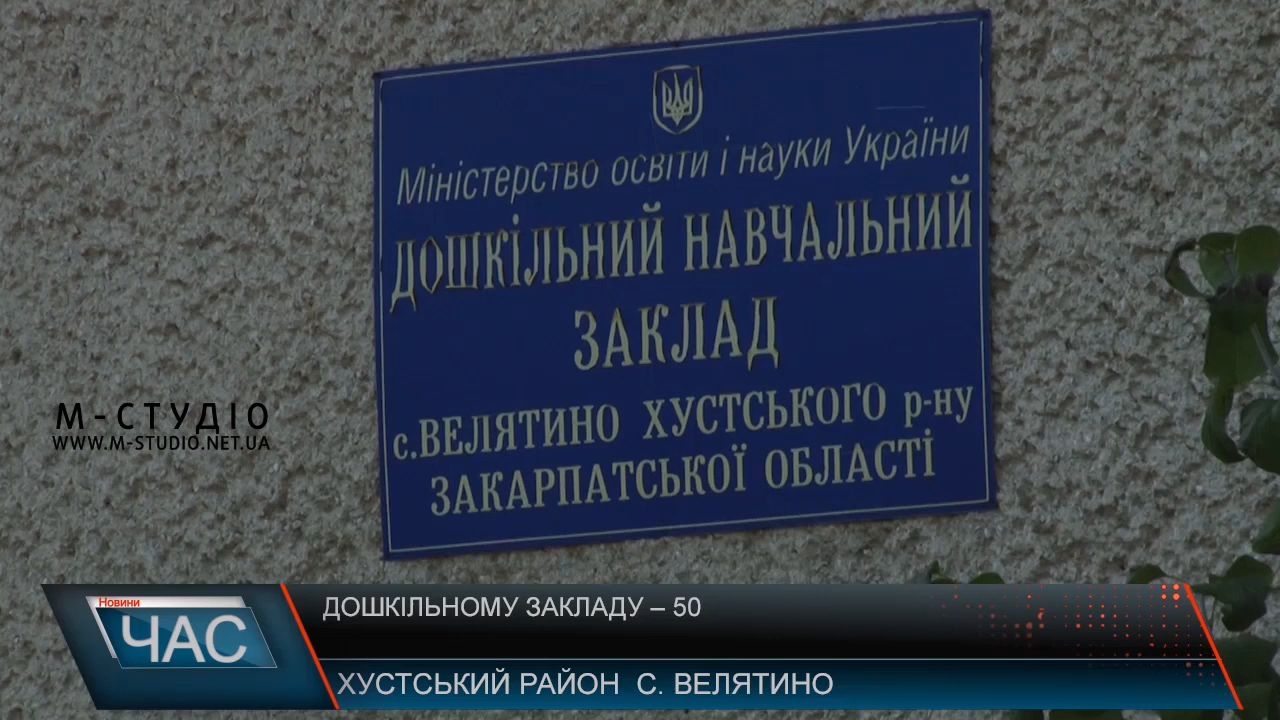 Міністерство освіти і науки України
ДОШКІЛЬНИЙ НАВЧАЛЬНИЙ
ЗАКЛАД
с.ВЕЛЯТИНО ХУСТСЬКОГО р-ну
ЗАКАРПАТСЬКОЇ ОБЛАСТІ
М-СТУДІО
WWW.M-STUDIO.NET.UA
Новини
ЧАС
ДОШКІЛЬНОМУ ЗАКЛАДУ – 50
ХУСТСЬКИЙ РАЙОН С. ВЕЛЯТИНО